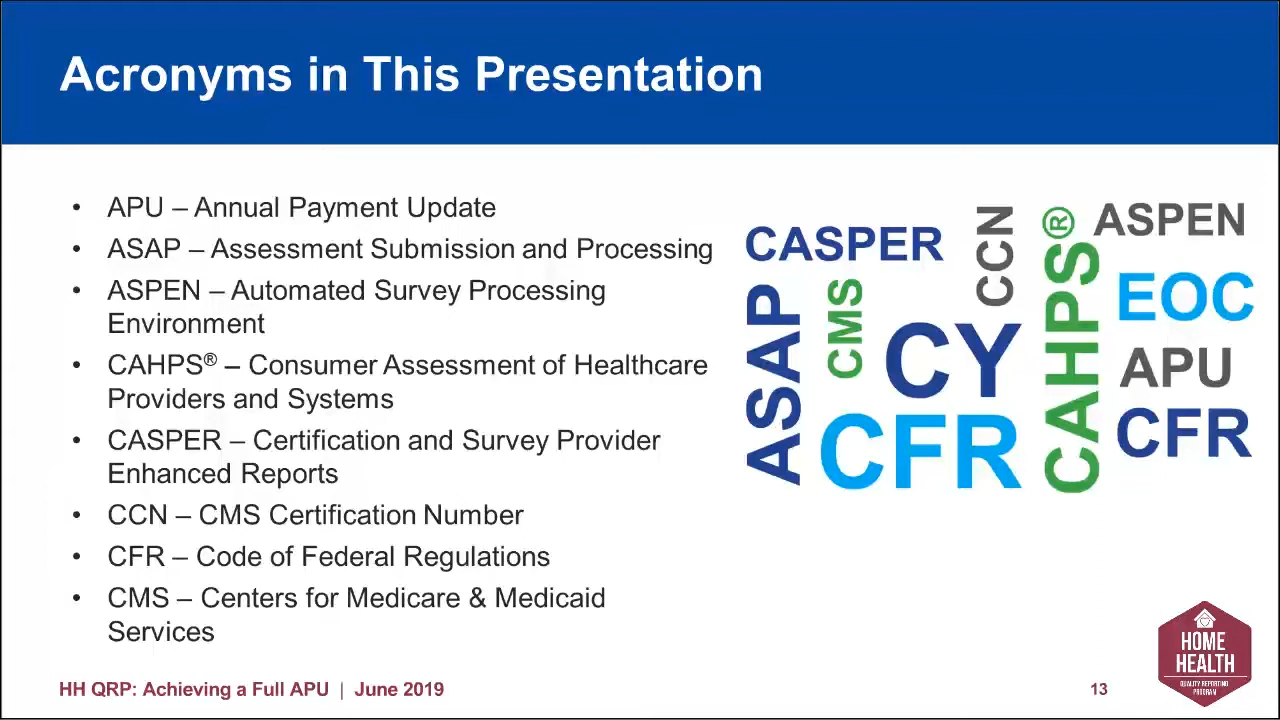 Acronyms in This Presentation
• APU – Annual Payment Update
• ASAP – Assessment Submission and Processing
• ASPEN – Automated Survey Processing
Environment
• CAHPS® – Consumer Assessment of Healthcare
Providers and Systems
• CASPER – Certification and Survey Provider
Enhanced Reports
• CCN – CMS Certification Number
• CFR – Code of Federal Regulations
• CMS – Centers for Medicare & Medicaid
Services
CASPER
CCN
CAHPS®
ASPEN
ASAP
CMS
CY
EOC
APU
CFR
CFR
HH QRP: Achieving a Full APU | June 2019
13
HOME
HEALTH
QUALITY REPORTING
PROGRAM